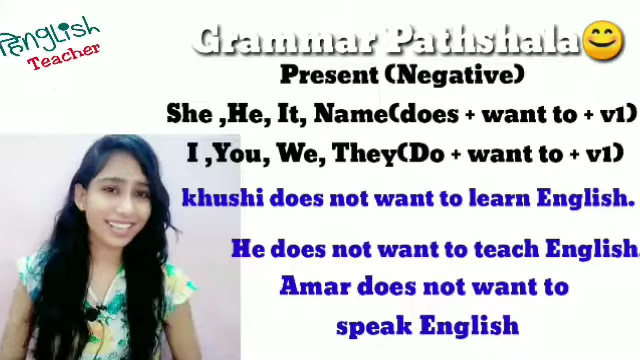 हिnglish
Teacher
Grammar Pathshala😊
Present (Negative)
She ,He, It, Name(does + want to + v1)
I ,You, We, They(Do + want to + v1)
khushi does not want to learn English.
He does not want to teach English.
Amar does not want to
speak English